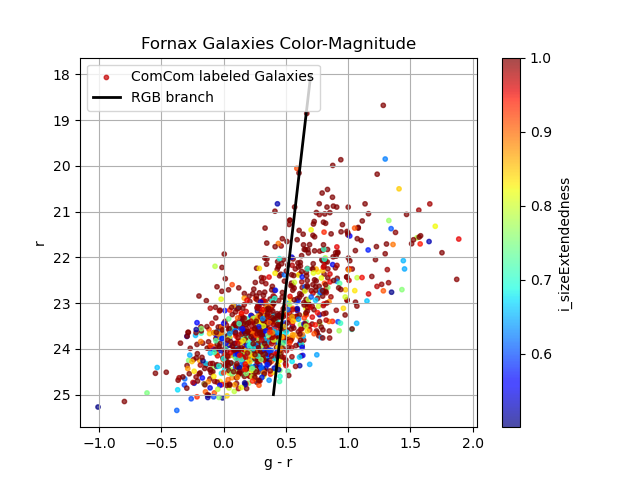 Fornax Galaxies Color-Magnitude
ComCom labeled Galaxies
RGB branch
18
19
20
21
22
23
24
25
r
−1.0 −0.5 0.0 0.5 1.0 1.5 2.0
g - r
1.0
0.9
0.8
0.7
0.6
i_sizeExtendedness